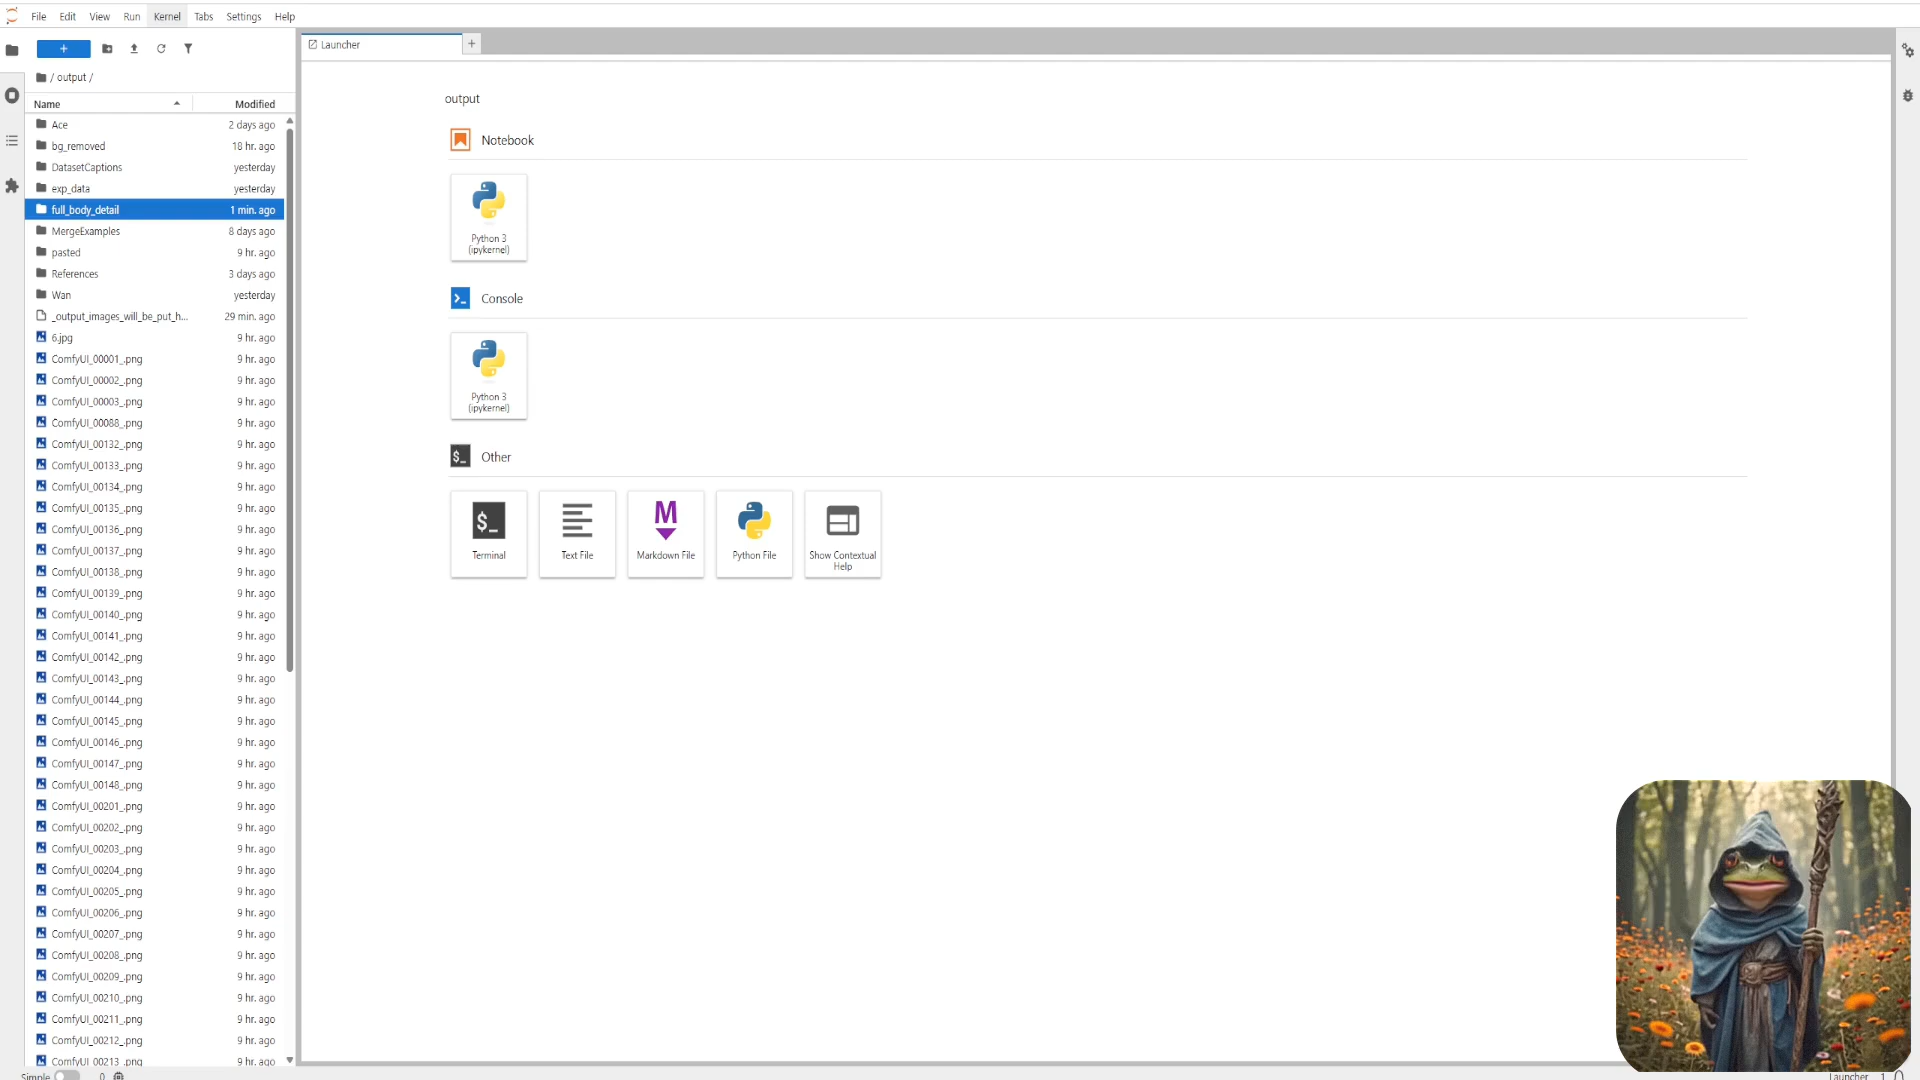 File Edit View Run Kernel Tabs Settings Help
+
Launcher
+
/ output /
Name Modified
Ace 2 days ago
bg_removed 18 hr. ago
DatasetCaptions yesterday
exp_data yesterday
full_body_detail 1 min. ago
MergeExamples 8 days ago
pasted 9 hr. ago
References 3 days ago
Wan yesterday
_output_images_will_be_put_h... 29 min. ago
6.jpg 9 hr. ago
ComfyUI_00001_.png 9 hr. ago
ComfyUI_00002_.png 9 hr. ago
ComfyUI_00003_.png 9 hr. ago
ComfyUI_00088_.png 9 hr. ago
ComfyUI_00132_.png 9 hr. ago
ComfyUI_00133_.png 9 hr. ago
ComfyUI_00134_.png 9 hr. ago
ComfyUI_00135_.png 9 hr. ago
ComfyUI_00136_.png 9 hr. ago
ComfyUI_00137_.png 9 hr. ago
ComfyUI_00138_.png 9 hr. ago
ComfyUI_00139_.png 9 hr. ago
ComfyUI_00140_.png 9 hr. ago
ComfyUI_00141_.png 9 hr. ago
ComfyUI_00142_.png 9 hr. ago
ComfyUI_00143_.png 9 hr. ago
ComfyUI_00144_.png 9 hr. ago
ComfyUI_00145_.png 9 hr. ago
ComfyUI_00146_.png 9 hr. ago
ComfyUI_00147_.png 9 hr. ago
ComfyUI_00148_.png 9 hr. ago
ComfyUI_00201_.png 9 hr. ago
ComfyUI_00202_.png 9 hr. ago
ComfyUI_00203_.png 9 hr. ago
ComfyUI_00204_.png 9 hr. ago
ComfyUI_00205_.png 9 hr. ago
ComfyUI_00206_.png 9 hr. ago
ComfyUI_00207_.png 9 hr. ago
ComfyUI_00208_.png 9 hr. ago
ComfyUI_00209_.png 9 hr. ago
ComfyUI_00210_.png 9 hr. ago
ComfyUI_00211_.png 9 hr. ago
ComfyUI_00212_.png 9 hr. ago
ComfyUI_00213_.png 9 hr. ago
output
Notebook
Python 3
(ipykernel)
Console
Python 3
(ipykernel)
$_ Other
$_
Terminal
Text File
M
Markdown File
Python File
Show Contextual
Help
Simple 0
Launcher 1